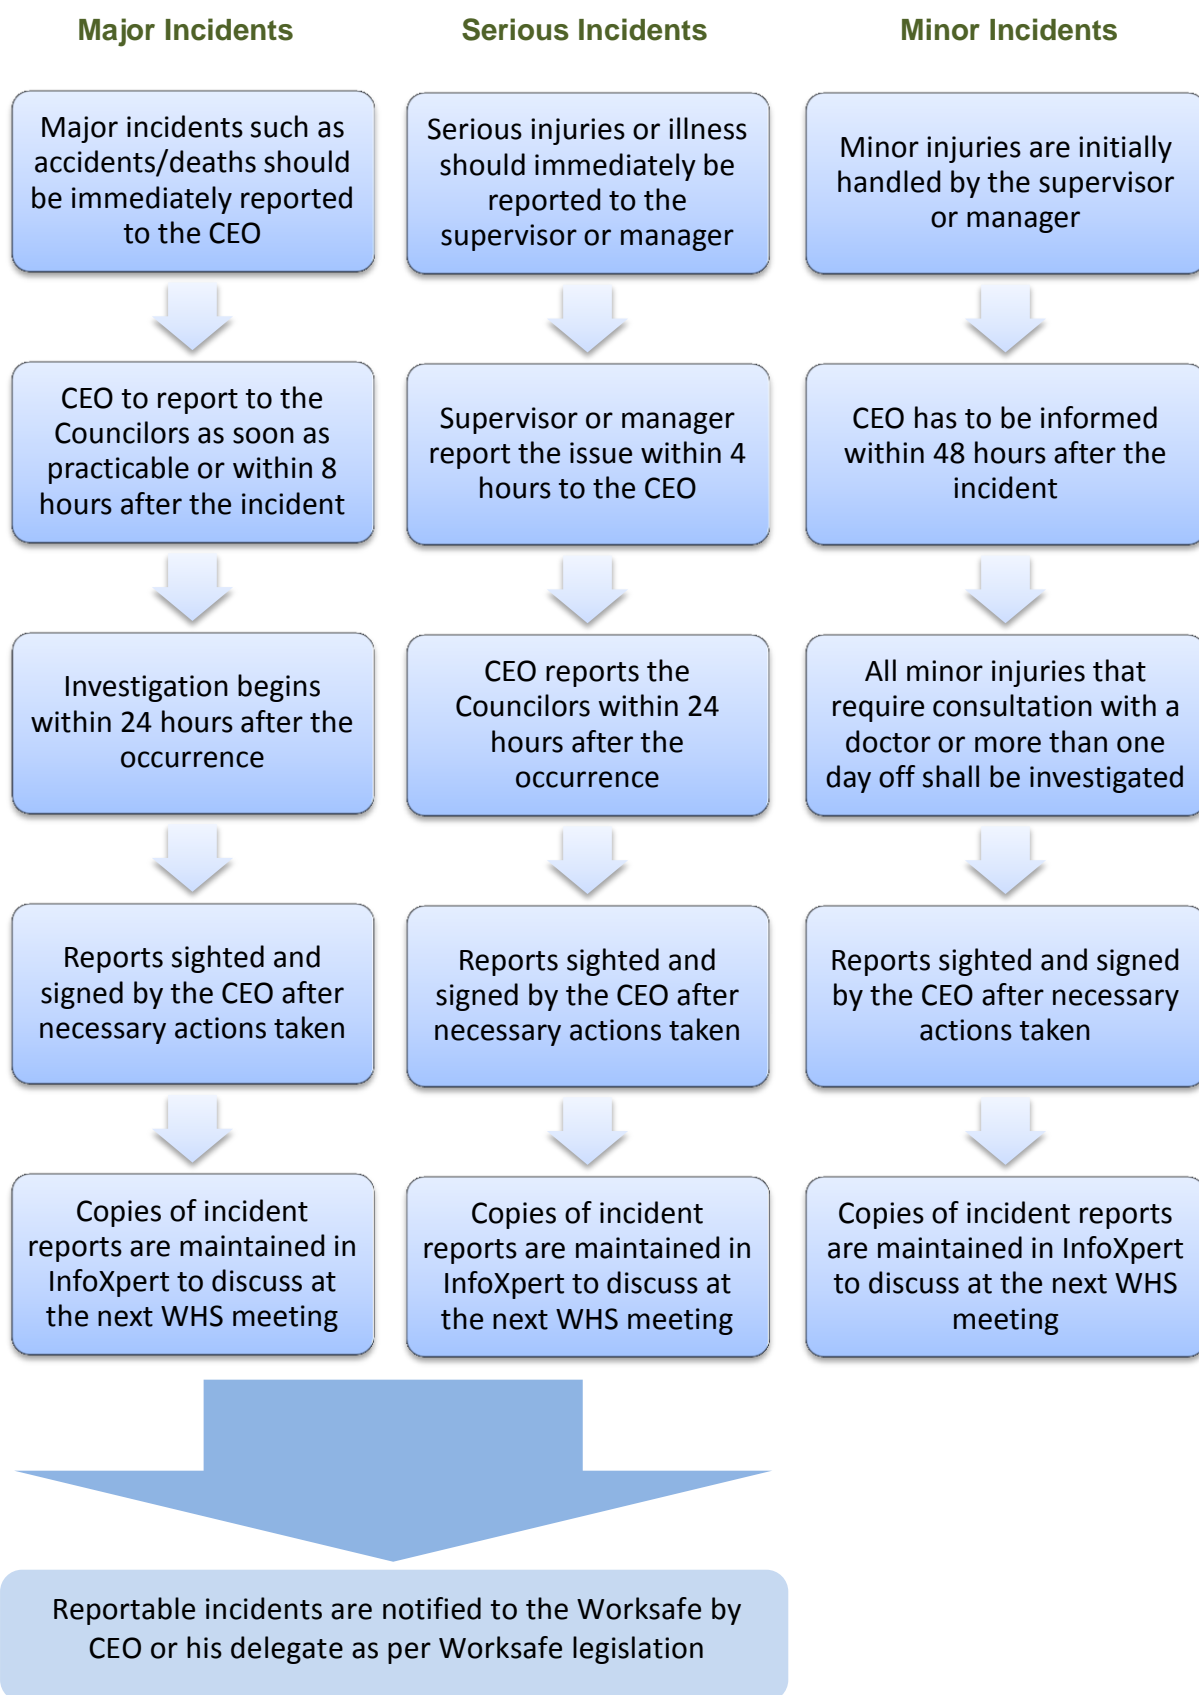 Major Incidents
Serious Incidents
Minor Incidents
Major incidents such as
accidents/deaths should
be immediately reported
to the CEO
Serious injuries or illness
should immediately be
reported to the
supervisor or manager
Minor injuries are initially
handled by the supervisor
or manager
CEO to report to the
Councilors as soon as
practicable or within 8
hours after the incident
Supervisor or manager
report the issue within 4
hours to the CEO
CEO has to be informed
within 48 hours after the
incident
Investigation begins
within 24 hours after the
occurrence
CEO reports the
Councilors within 24
hours after the
occurrence
All minor injuries that
require consultation with a
doctor or more than one
day off shall be investigated
Reports sighted and
signed by the CEO after
necessary actions taken
Reports sighted and
signed by the CEO after
necessary actions taken
Reports sighted and signed
by the CEO after necessary
actions taken
Copies of incident
reports are maintained in
InfoXpert to discuss at
the next WHS meeting
Copies of incident
reports are maintained in
InfoXpert to discuss at
the next WHS meeting
Copies of incident reports
are maintained in InfoXpert
to discuss at the next WHS
meeting
Reportable incidents are notified to the Worksafe by
CEO or his delegate as per Worksafe legislation